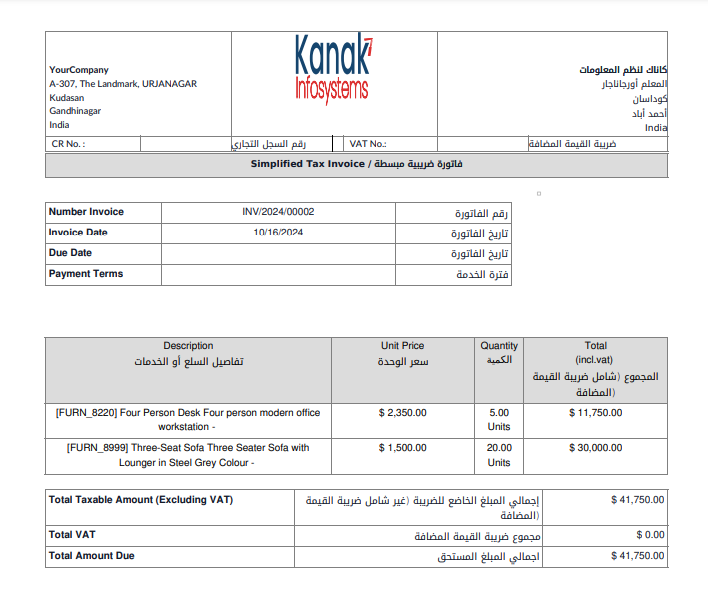 Kanak
Infosystems
YourCompany
A-307, The Landmark, URJANAGAR
Kudasan
Gandhinagar
India
كاناك لنظم المعلومات
المعلم أورجاناجار
كوداسان
أحمد أباد
India
CR No. : رقم السجل التجاري VAT No.: ضريبة القيمة المضافة
Simplified Tax Invoice / فاتورة ضريبية مبسطة
Number Invoice INV/2024/00002 رقم الفاتورة
Invoice Date 10/16/2024 تاريخ الفاتورة
Due Date تاريخ الفاتورة
Payment Terms فترة الخدمة
Description Unit Price Quantity Total
(incl.vat)
تفاصيل السلع أو الخدمات سعر الوحدة الكمية المجموع (شامل ضريبة القيمة
المضافة)
[FURN_8220] Four Person Desk Four person modern office $ 2,350.00 5.00 $ 11,750.00
workstation - Units
[FURN_8999] Three-Seat Sofa Three Seater Sofa with $ 1,500.00 20.00 $ 30,000.00
Lounger in Steel Grey Colour - Units
Total Taxable Amount (Excluding VAT) إجمالي المبلغ الخاضع للضريبة (غير شامل ضريبة القيمة $ 41,750.00
المضافة)
Total VAT مجموع ضريبة القيمة المضافة $ 0.00
Total Amount Due اجمالي المبلغ المستحق $ 41,750.00